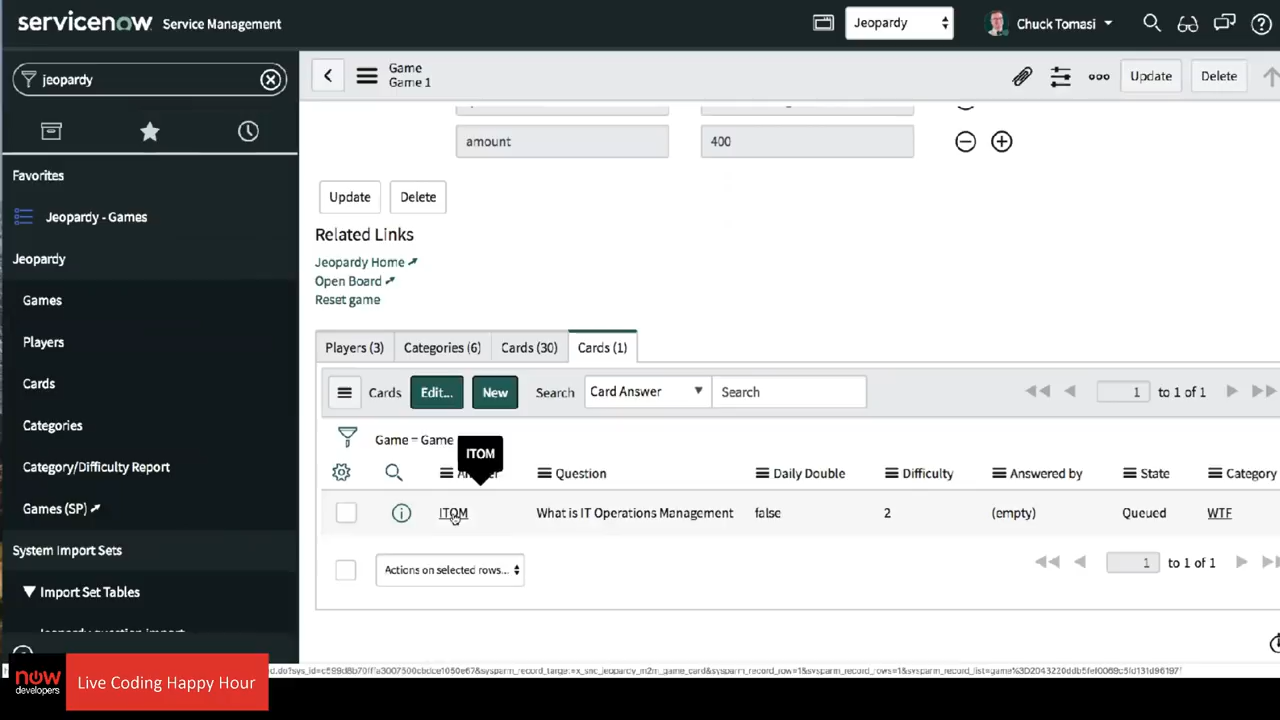 servicenow Service Management
Jeopardy
Chuck Tomasi
jeopardy
Game
Game 1
Update
Delete
amount
400
Favorites
Jeopardy - Games
Jeopardy
Games
Players
Cards
Categories
Category/Difficulty Report
Games (SP)
System Import Sets
Import Set Tables
Jeopardy question import
Update
Delete
Related Links
Jeopardy Home
Open Board
Reset game
Players (3)
Categories (6)
Cards (30)
Cards (1)
Cards
Edit...
New
Search
Card Answer
Search
1 to 1 of 1
Game = Game
ITOM
Question
Daily Double
Difficulty
Answered by
State
Category
ITOM
What is IT Operations Management
false
2
(empty)
Queued
WTF
Actions on selected rows...
1 to 1 of 1
now
developers
Live Coding Happy Hour